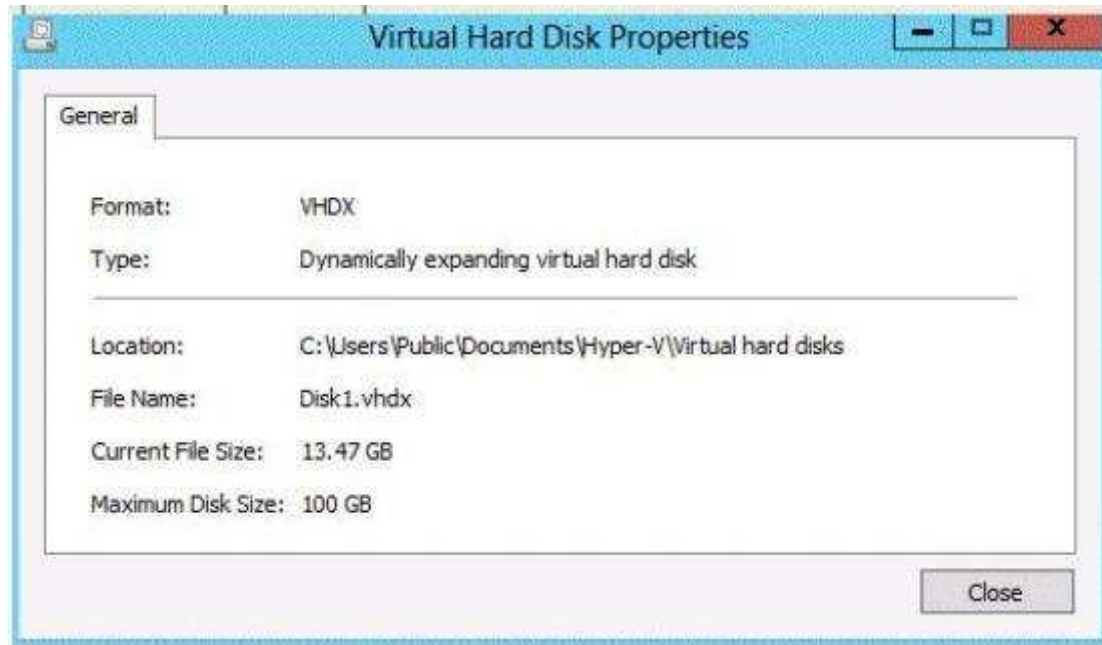 Virtual Hard Disk Properties
General
Format: VHDX
Type: Dynamically expanding virtual hard disk
Location: C:\Users\Public\Documents\Hyper-V\Virtual hard disks
File Name: Disk1.vhdx
Current File Size: 13.47 GB
Maximum Disk Size: 100 GB
Close